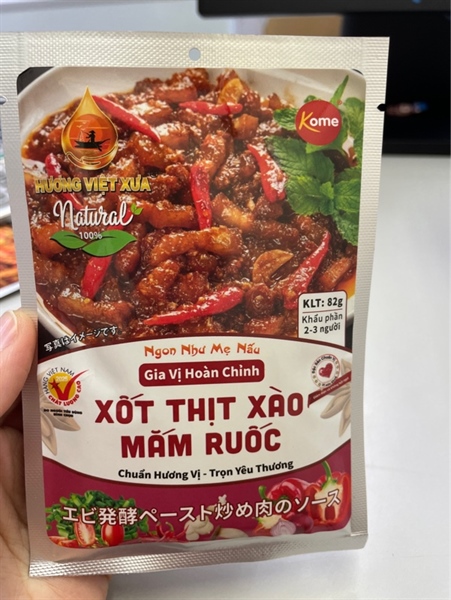 Kome
HƯƠNG VIỆT XƯA
Natural
100%
KLT: 82g
Khẩu phần
2-3 người
写真はイメージです
Ngon Như Mẹ Nấu
Gia Vị Hoàn Chỉnh
XỐT THỊT XÀO
MẮM RUỐC
Chuẩn Hương Vị - Trọn Yêu Thương
エビ発酵ペースト炒め肉のソース